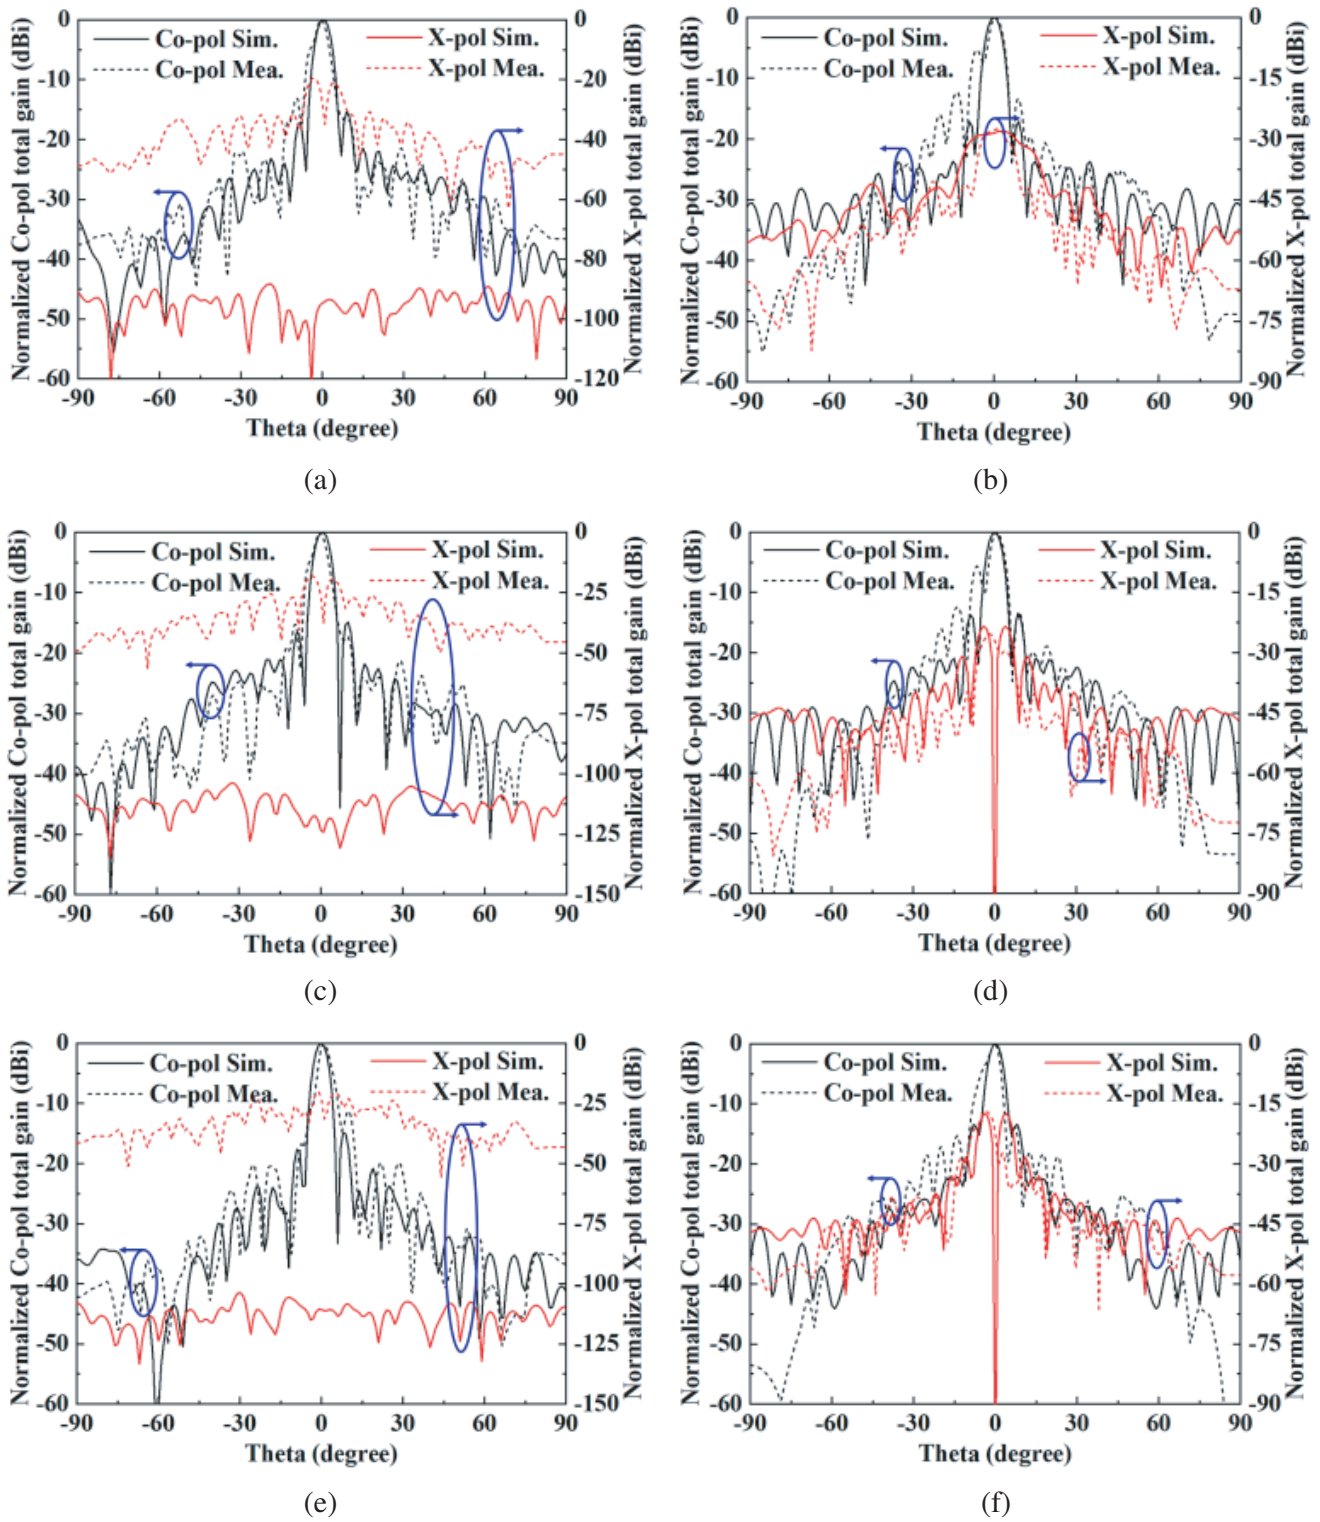 Normalized Co-pol total gain (dBi)
0
-10
-20
-30
-40
-50
-60
Co-pol Sim.
Co-pol Mea.
X-pol Sim.
X-pol Mea.
0
-20
-40
-60
-80
-100
-120
Normalized X-pol total gain (dBi)
-90 -60 -30 0 30 60 90
Theta (degree)
(a)
Normalized Co-pol total gain (dBi)
0
-10
-20
-30
-40
-50
-60
Co-pol Sim.
Co-pol Mea.
X-pol Sim.
X-pol Mea.
0
-15
-30
-45
-60
-75
-90
Normalized X-pol total gain (dBi)
-90 -60 -30 0 30 60 90
Theta (degree)
(b)
Normalized Co-pol total gain (dBi)
0
-10
-20
-30
-40
-50
-60
Co-pol Sim.
Co-pol Mea.
X-pol Sim.
X-pol Mea.
0
-25
-50
-75
-100
-125
-150
Normalized X-pol total gain (dBi)
-90 -60 -30 0 30 60 90
Theta (degree)
(c)
Normalized Co-pol total gain (dBi)
0
-10
-20
-30
-40
-50
-60
Co-pol Sim.
Co-pol Mea.
X-pol Sim.
X-pol Mea.
0
-15
-30
-45
-60
-75
-90
Normalized X-pol total gain (dBi)
-90 -60 -30 0 30 60 90
Theta (degree)
(d)
Normalized Co-pol total gain (dBi)
0
-10
-20
-30
-40
-50
-60
Co-pol Sim.
Co-pol Mea.
X-pol Sim.
X-pol Mea.
0
-25
-50
-75
-100
-125
-150
Normalized X-pol total gain (dBi)
-90 -60 -30 0 30 60 90
Theta (degree)
(e)
Normalized Co-pol total gain (dBi)
0
-10
-20
-30
-40
-50
-60
Co-pol Sim.
Co-pol Mea.
X-pol Sim.
X-pol Mea.
0
-15
-30
-45
-60
-75
-90
Normalized X-pol total gain (dBi)
-90 -60 -30 0 30 60 90
Theta (degree)
(f)